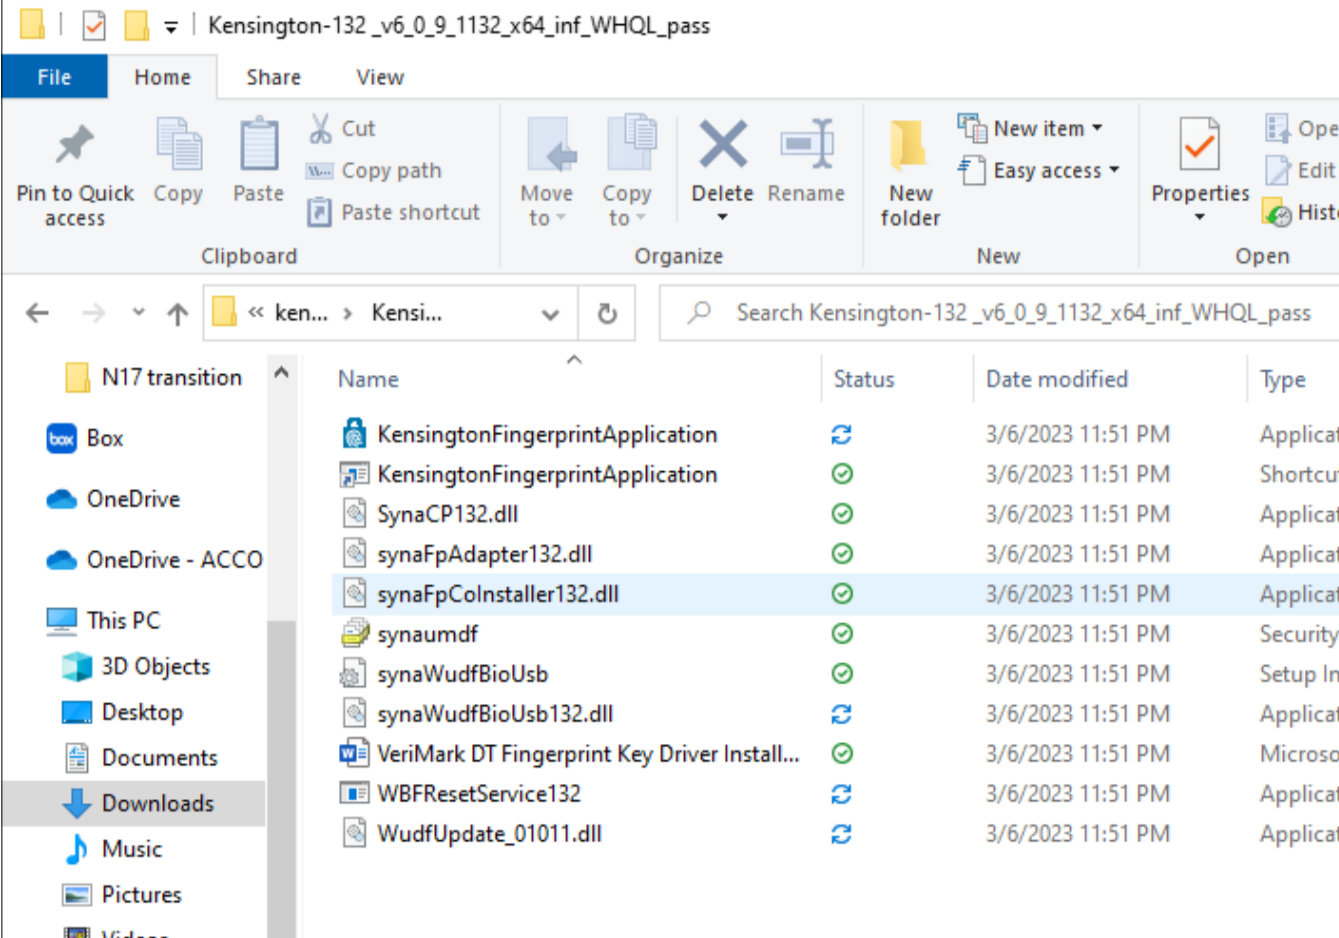 Kensington-132 _v6_0_9_1132_x64_inf_WHQL_pass
File Home Share View
Pin to Quick access
Copy
Paste
Cut
Copy path
Paste shortcut
Move to
Copy to
Delete
Rename
New folder
New item
Easy access
Properties
Ope
Edit
Histo
Clipboard Organize New Open
« ken... › Kensi...
Search Kensington-132 _v6_0_9_1132_x64_inf_WHQL_pass
N17 transition
box Box
OneDrive
OneDrive - ACCO
This PC
3D Objects
Desktop
Documents
Downloads
Music
Pictures
Videos
Name Status Date modified Type
KensingtonFingerprintApplication 3/6/2023 11:51 PM Applicat
KensingtonFingerprintApplication 3/6/2023 11:51 PM Shortcu
SynaCP132.dll 3/6/2023 11:51 PM Applicat
synaFpAdapter132.dll 3/6/2023 11:51 PM Applicat
synaFpCoInstaller132.dll 3/6/2023 11:51 PM Applicat
synaumdf 3/6/2023 11:51 PM Security
synaWudfBioUsb 3/6/2023 11:51 PM Setup In
synaWudfBioUsb132.dll 3/6/2023 11:51 PM Applicat
VeriMark DT Fingerprint Key Driver Install... 3/6/2023 11:51 PM Microso
WBFResetService132 3/6/2023 11:51 PM Applicat
WudfUpdate_01011.dll 3/6/2023 11:51 PM Applicat